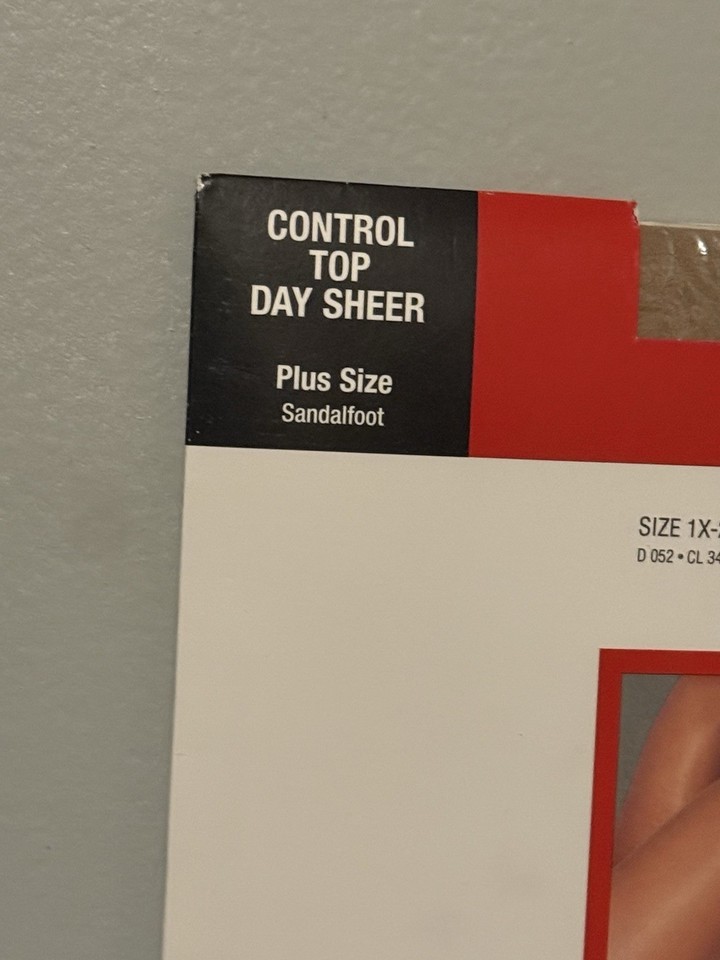 CONTROL
TOP
DAY SHEER
Plus Size
Sandalfoot
SIZE 1X-
D 052 • CL 34